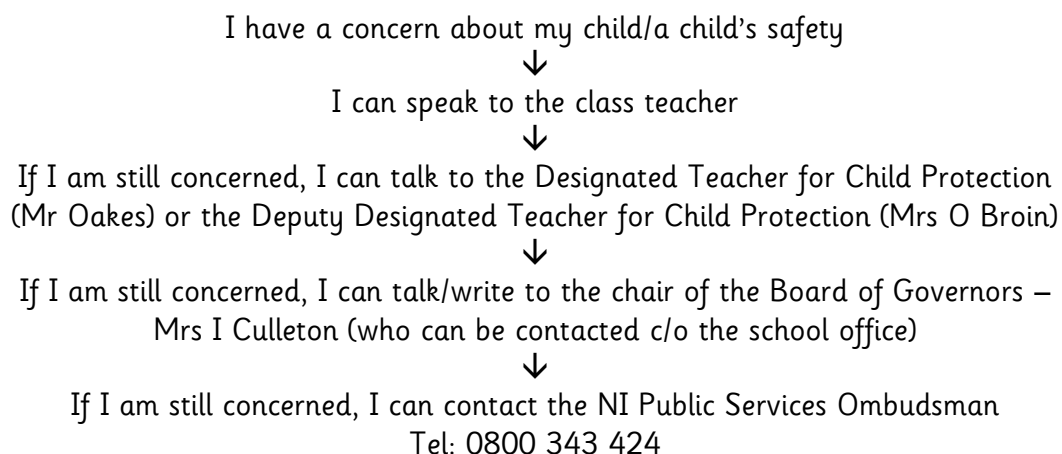 I have a concern about my child/a child's safety
↓
I can speak to the class teacher
↓
If I am still concerned, I can talk to the Designated Teacher for Child Protection
(Mr Oakes) or the Deputy Designated Teacher for Child Protection (Mrs O Broin)
↓
If I am still concerned, I can talk/write to the chair of the Board of Governors –
Mrs I Culleton (who can be contacted c/o the school office)
↓
If I am still concerned, I can contact the NI Public Services Ombudsman
Tel: 0800 343 424